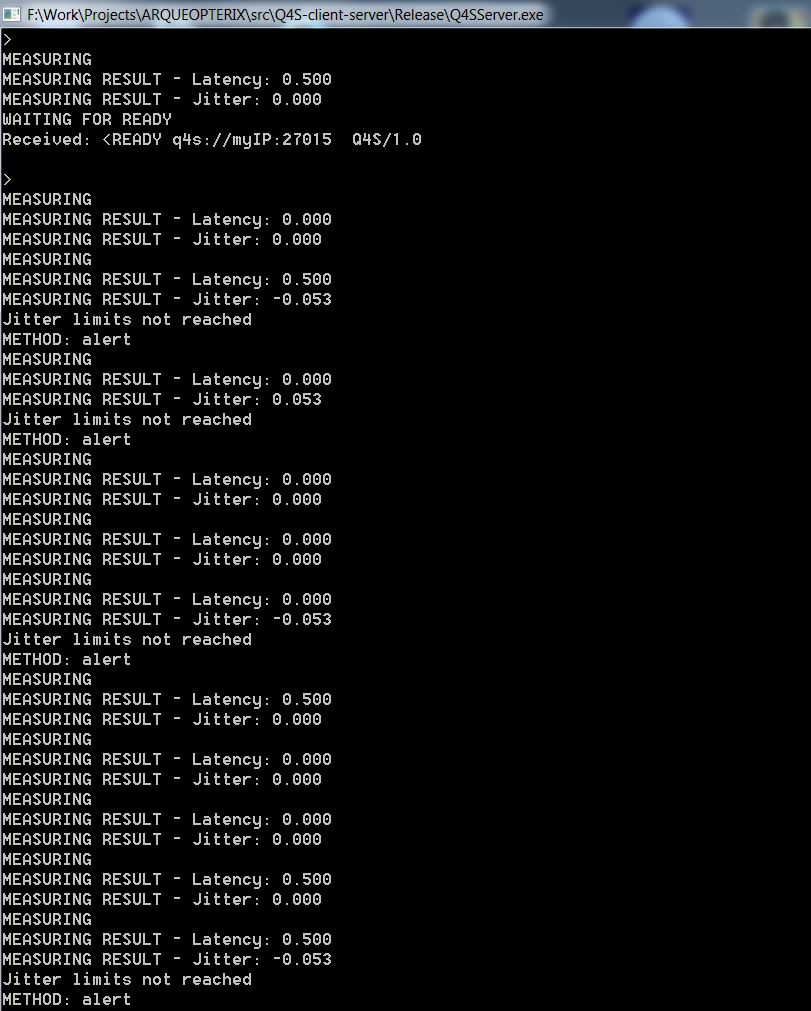 F:\Work\Projects\ARQUEOPTERIX\src\Q4S-client-server\Release\Q4SServer.exe
>
MEASURING
MEASURING RESULT - Latency: 0.500
MEASURING RESULT - Jitter: 0.000
WAITING FOR READY
Received: <READY q4s://myIP:27015  Q4S/1.0
>
MEASURING
MEASURING RESULT - Latency: 0.000
MEASURING RESULT - Jitter: 0.000
MEASURING
MEASURING RESULT - Latency: 0.500
MEASURING RESULT - Jitter: -0.053
Jitter limits not reached
METHOD: alert
MEASURING
MEASURING RESULT - Latency: 0.000
MEASURING RESULT - Jitter: 0.053
Jitter limits not reached
METHOD: alert
MEASURING
MEASURING RESULT - Latency: 0.000
MEASURING RESULT - Jitter: 0.000
MEASURING
MEASURING RESULT - Latency: 0.000
MEASURING RESULT - Jitter: 0.000
MEASURING
MEASURING RESULT - Latency: 0.000
MEASURING RESULT - Jitter: -0.053
Jitter limits not reached
METHOD: alert
MEASURING
MEASURING RESULT - Latency: 0.500
MEASURING RESULT - Jitter: 0.000
MEASURING
MEASURING RESULT - Latency: 0.000
MEASURING RESULT - Jitter: 0.000
MEASURING
MEASURING RESULT - Latency: 0.000
MEASURING RESULT - Jitter: 0.000
MEASURING
MEASURING RESULT - Latency: 0.500
MEASURING RESULT - Jitter: 0.000
MEASURING
MEASURING RESULT - Latency: 0.500
MEASURING RESULT - Jitter: -0.053
Jitter limits not reached
METHOD: alert